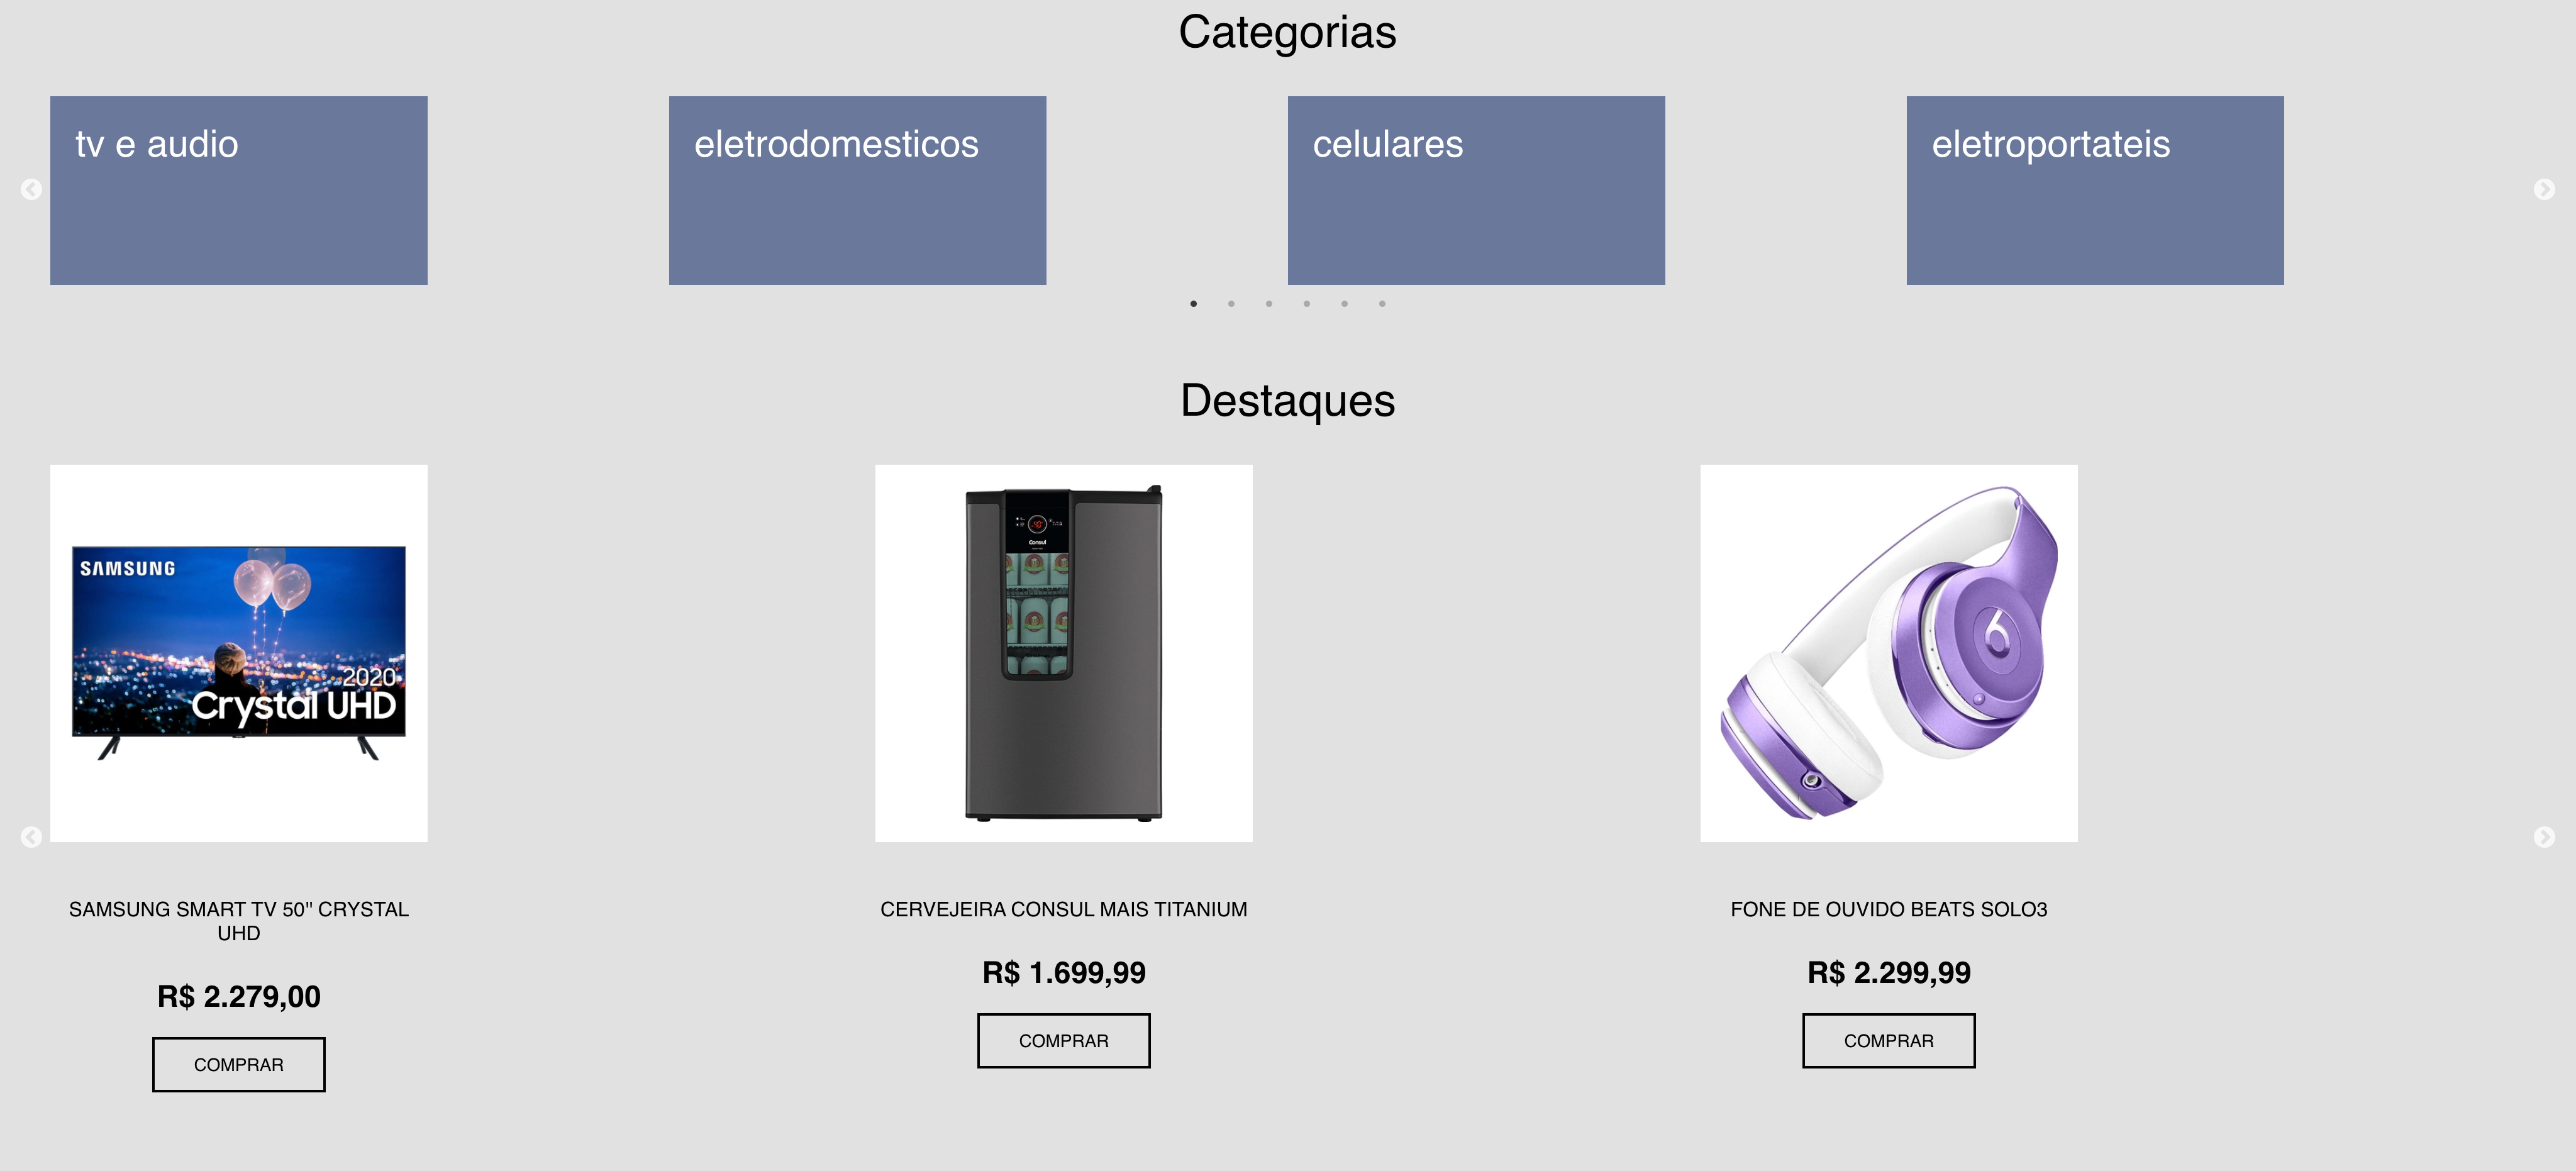 Categorias
tv e audio
eletrodomesticos
celulares
eletroportateis
Destaques
SAMSUNG
2020
Crystal UHD
Consul
SAMSUNG SMART TV 50" CRYSTAL
UHD
R$ 2.279,00
COMPRAR
CERVEJEIRA CONSUL MAIS TITANIUM
R$ 1.699,99
COMPRAR
FONE DE OUVIDO BEATS SOLO3
R$ 2.299,99
COMPRAR